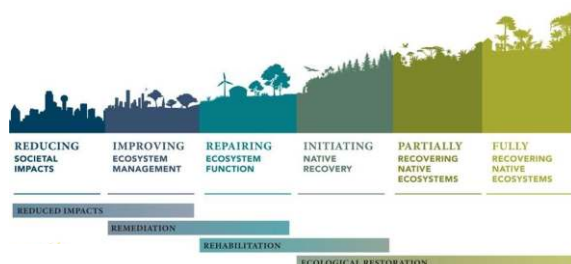 REDUCING
SOCIETAL
IMPACTS
IMPROVING
ECOSYSTEM
MANAGEMENT
REPAIRING
ECOSYSTEM
FUNCTION
INITIATING
NATIVE
RECOVERY
PARTIALLY
RECOVERING
NATIVE
ECOSYSTEMS
FULLY
RECOVERING
NATIVE
ECOSYSTEMS
REDUCED IMPACTS
REMEDIATION
REHABILITATION
ECOLOGICAL RESTORATION